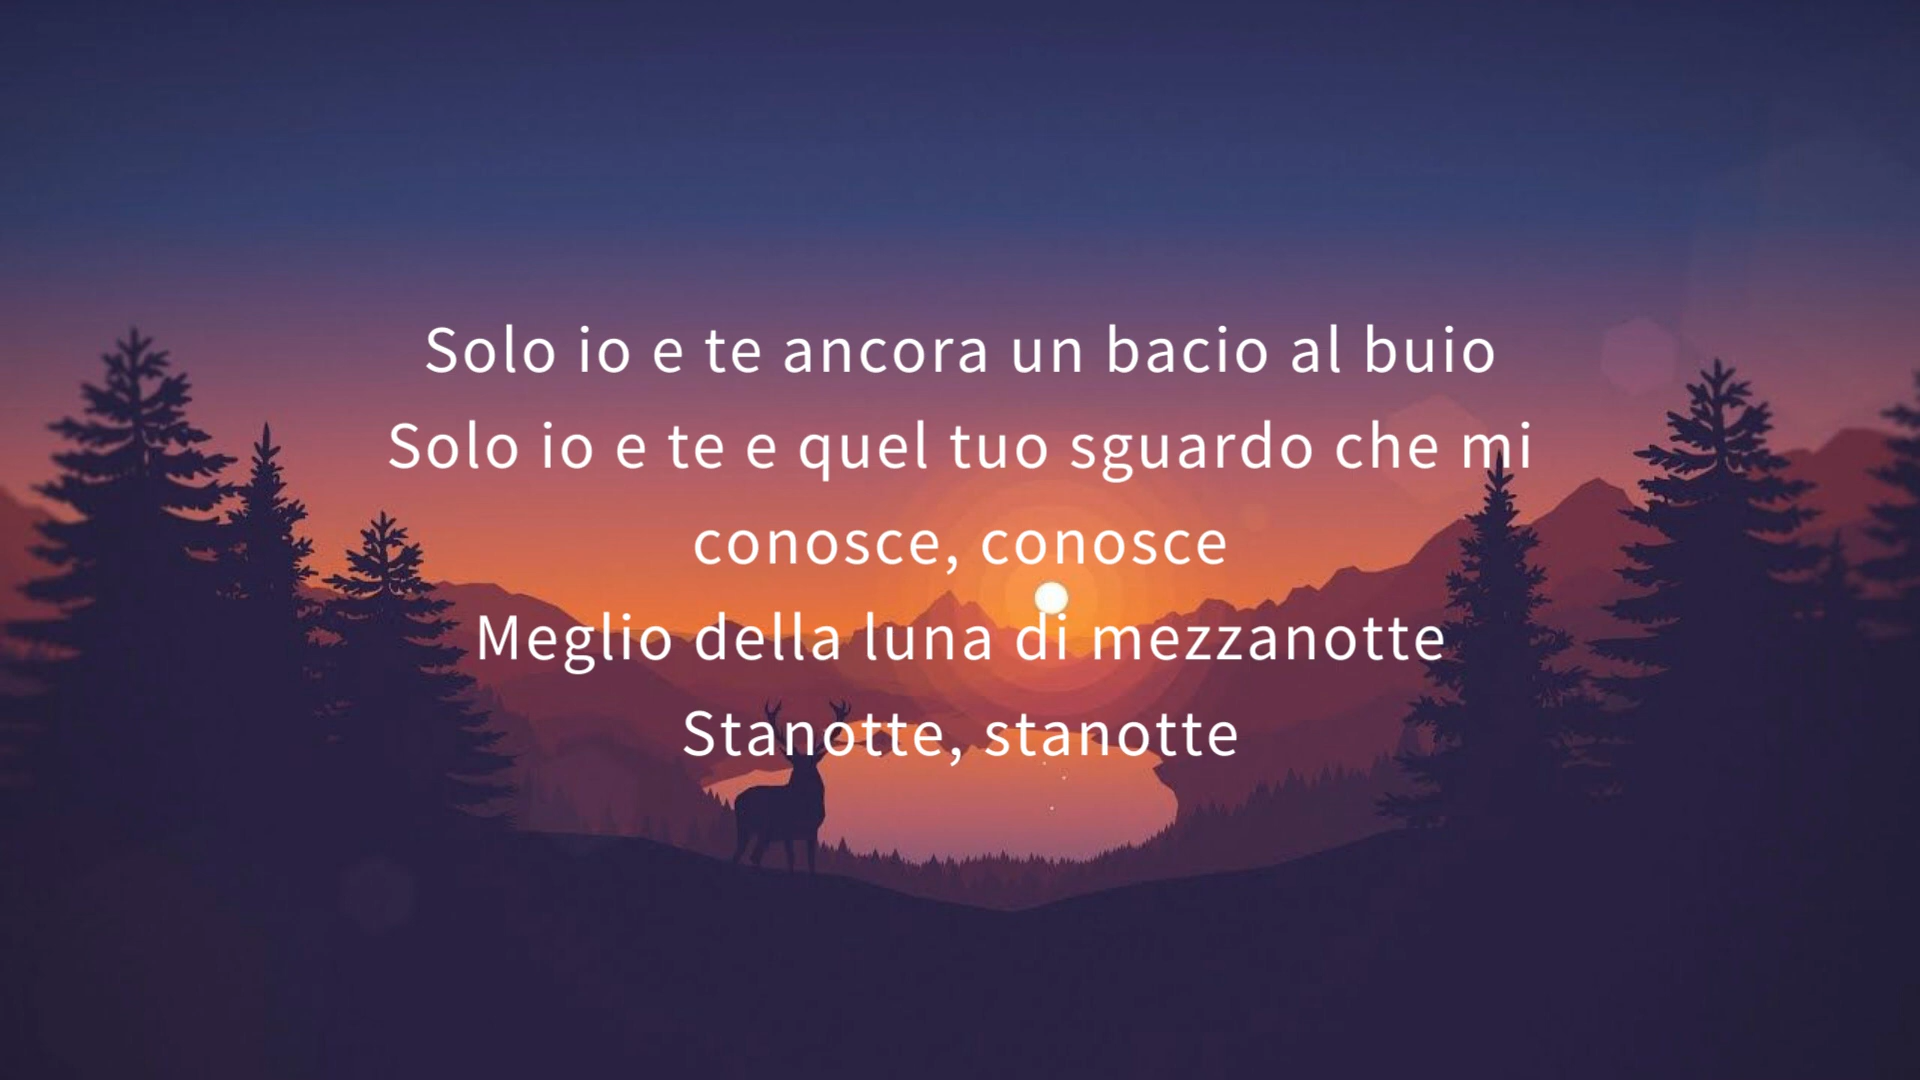 Solo io e te ancora un bacio al buio
Solo io e te e quel tuo sguardo che mi
conosce, conosce
Meglio della luna di mezzanotte
Stanotte, stanotte